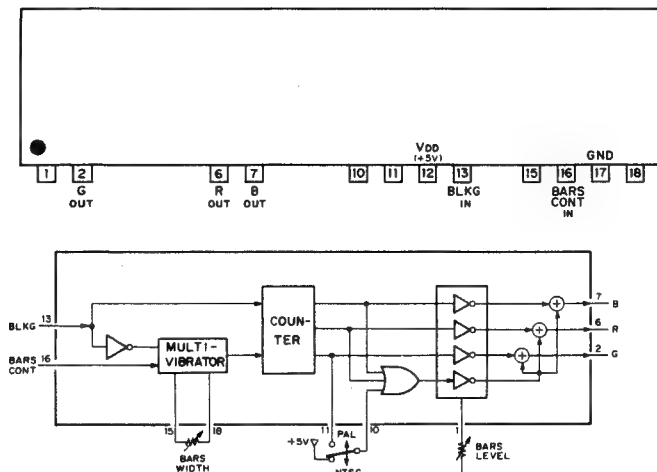 VDD
(+5V)
GND
1 2 6 7 10 11 12 13 15 16 17 18
G
OUT
R
OUT
B
OUT
BLKG
IN
BARS
CONT
IN
BLKG 13
BARS
CONT 16
MULTI-
VIBRATOR
COUN-
TER
7 B
6 R
2 G
15 18
BARS
WIDTH
11 10 1
+5V
PAL
NTSC
BARS
LEVEL